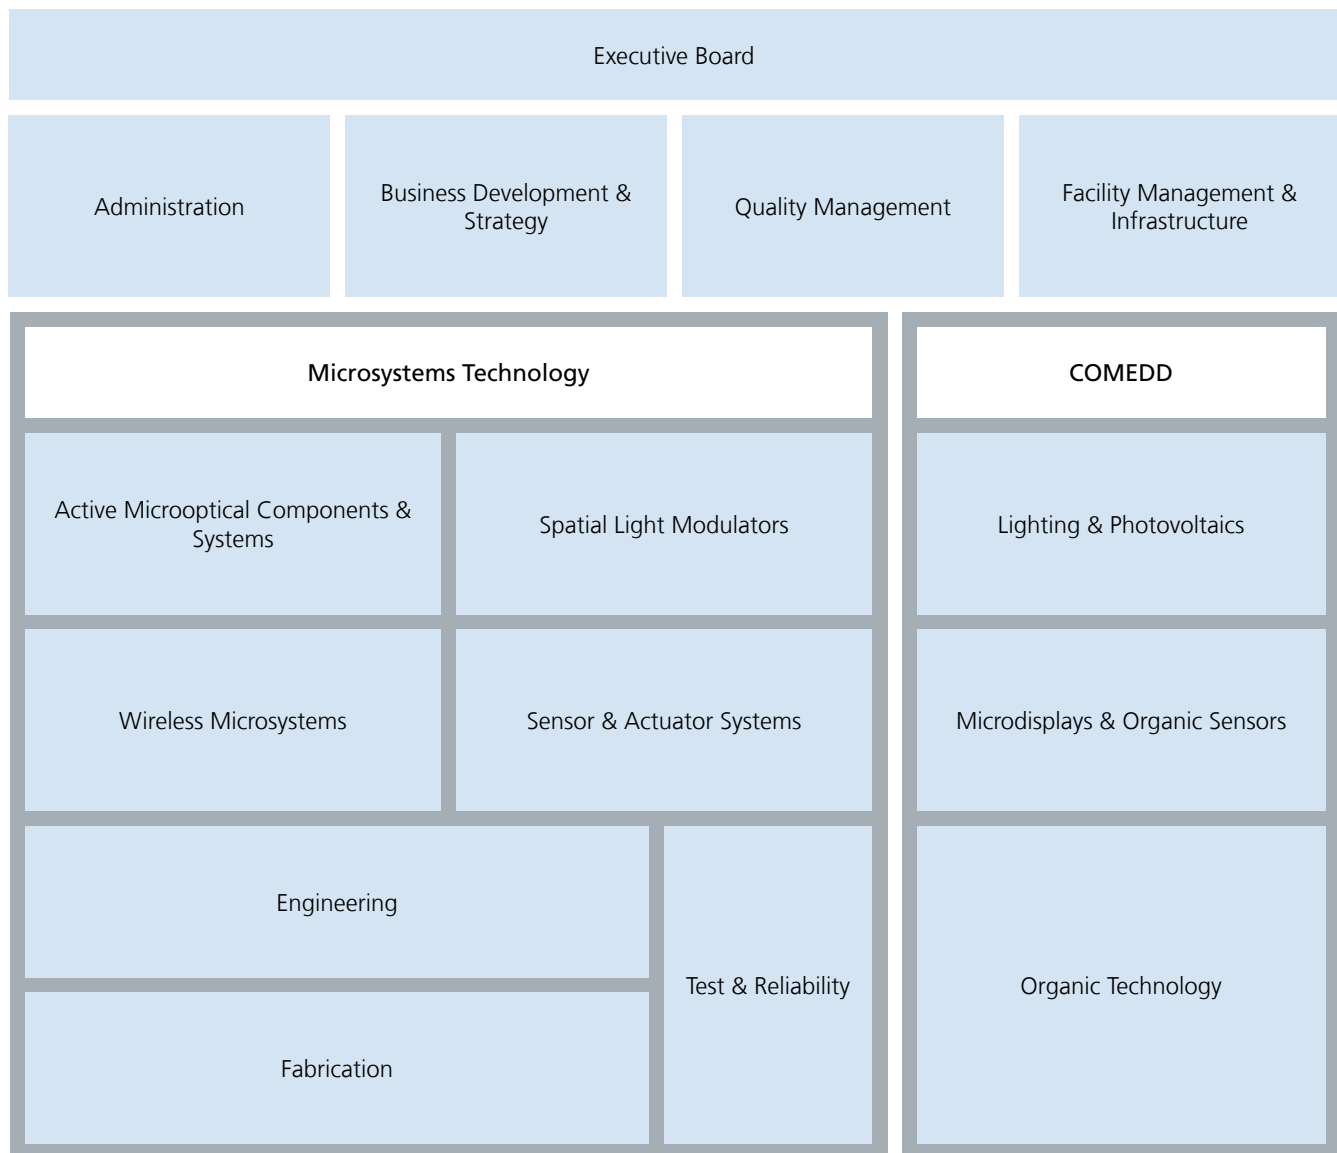 Executive Board
Administration
Business Development &
Strategy
Quality Management
Facility Management &
Infrastructure
Microsystems Technology
COMEDD
Active Microoptical Components &
Systems
Spatial Light Modulators
Lighting & Photovoltaics
Wireless Microsystems
Sensor & Actuator Systems
Microdisplays & Organic Sensors
Engineering
Test & Reliability
Organic Technology
Fabrication